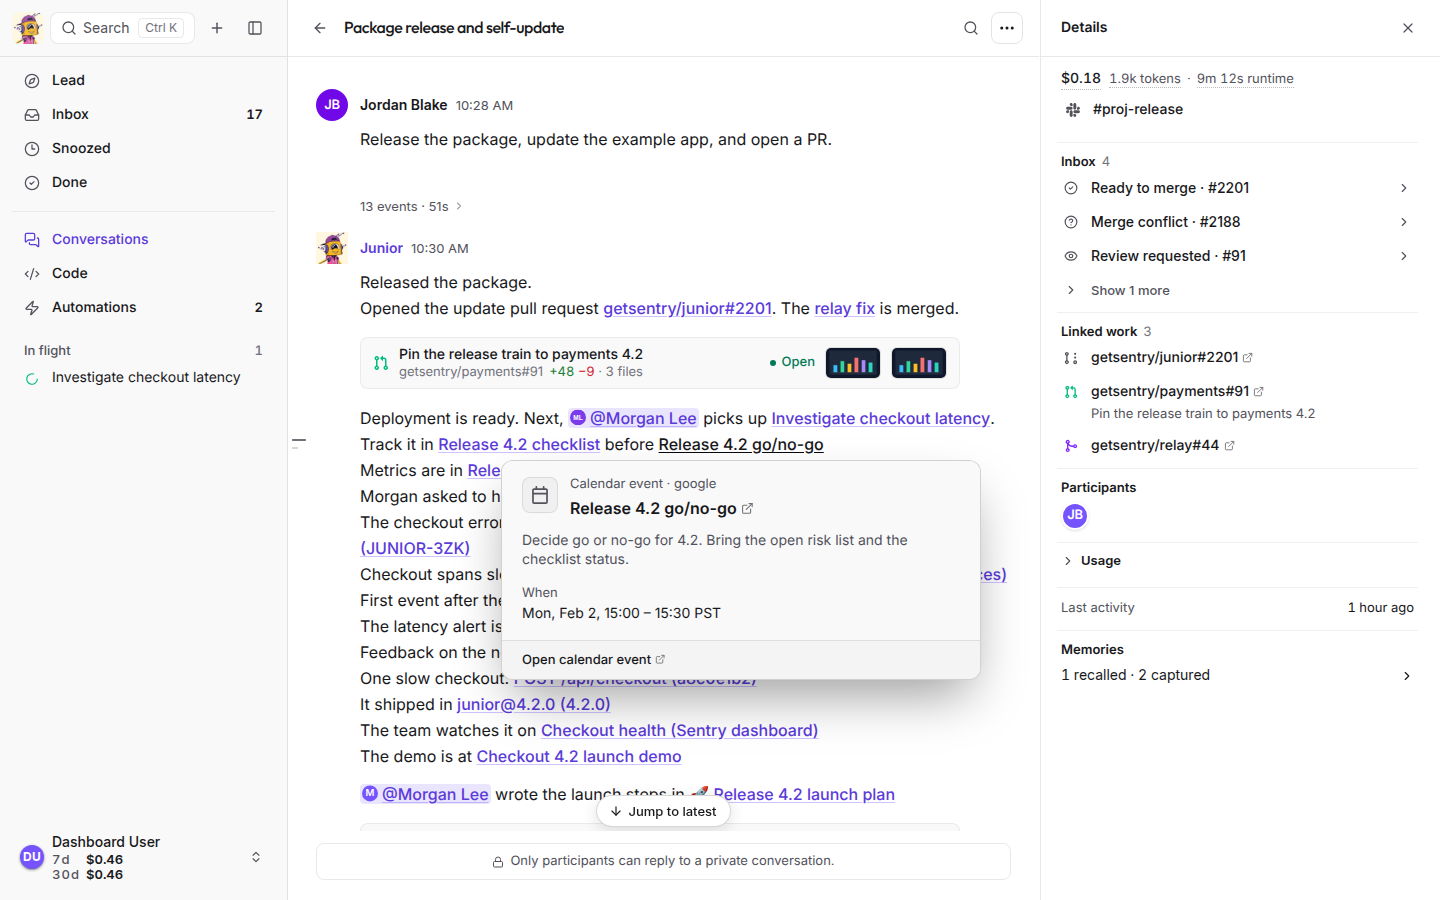 Search Ctrl K
Lead
Inbox 17
Snoozed
Done
Conversations
Code
Automations 2
In flight 1
Investigate checkout latency
DU Dashboard User
7d $0.46
30d $0.46
Package release and self-update
JB Jordan Blake 10:28 AM
Release the package, update the example app, and open a PR.
13 events · 51s
Junior 10:30 AM
Released the package.
Opened the update pull request getsentry/junior#2201. The relay fix is merged.
Pin the release train to payments 4.2
getsentry/payments#91 +48 −9 · 3 files
Open
Deployment is ready. Next, ML @Morgan Lee picks up Investigate checkout latency.
Track it in Release 4.2 checklist before Release 4.2 go/no-go
Metrics are in
Morgan asked to
The checkout
(JUNIOR-3ZK)
Checkout spans
First event after
The latency alert is
Feedback on the
One slow checkout.
It shipped in junior@4.2.0 (4.2.0)
The team watches it on Checkout health (Sentry dashboard)
The demo is at Checkout 4.2 launch demo
M @Morgan Lee wrote the launch steps in 🚀 Release 4.2 launch plan
Calendar event · google
Release 4.2 go/no-go
Decide go or no-go for 4.2. Bring the open risk list and the
checklist status.
When
Mon, Feb 2, 15:00 – 15:30 PST
Open calendar event
Jump to latest
Only participants can reply to a private conversation.
Details
$0.18 1.9k tokens · 9m 12s runtime
#proj-release
Inbox 4
Ready to merge · #2201
Merge conflict · #2188
Review requested · #91
Show 1 more
Linked work 3
getsentry/junior#2201
getsentry/payments#91
Pin the release train to payments 4.2
getsentry/relay#44
Participants
JB
Usage
Last activity 1 hour ago
Memories
1 recalled · 2 captured